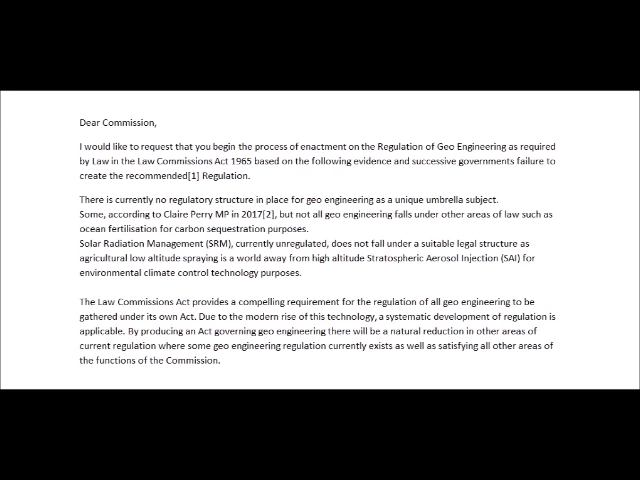 Dear Commission,
I would like to request that you begin the process of enactment on the Regulation of Geo Engineering as required
by Law in the Law Commissions Act 1965 based on the following evidence and successive governments failure to
create the recommended[1] Regulation.
There is currently no regulatory structure in place for geo engineering as a unique umbrella subject.
Some, according to Claire Perry MP in 2017[2], but not all geo engineering falls under other areas of law such as
ocean fertilisation for carbon sequestration purposes.
Solar Radiation Management (SRM), currently unregulated, does not fall under a suitable legal structure as
agricultural low altitude spraying is a world away from high altitude Stratospheric Aerosol Injection (SAI) for
environmental climate control technology purposes.
The Law Commissions Act provides a compelling requirement for the regulation of all geo engineering to be
gathered under its own Act. Due to the modern rise of this technology, a systematic development of regulation is
applicable. By producing an Act governing geo engineering there will be a natural reduction in other areas of
current regulation where some geo engineering regulation currently exists as well as satisfying all other areas of
the functions of the Commission.